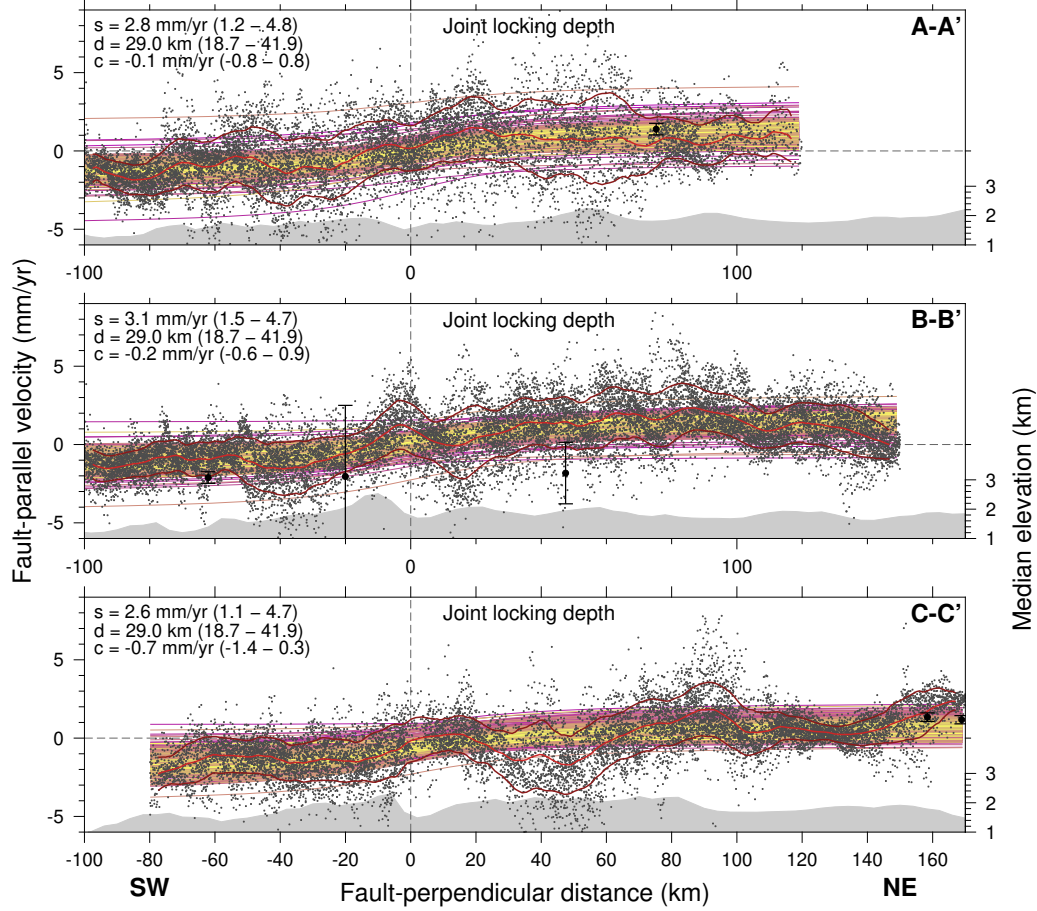 s = 2.8 mm/yr (1.2 – 4.8)
d = 29.0 km (18.7 - 41.9)
c = -0.1 mm/yr (-0.8 – 0.8)
Joint locking depth
A-A’
5
0
-5
3
2
1
-100
0
100
s = 3.1 mm/yr (1.5 – 4.7)
d = 29.0 km (18.7 - 41.9)
c = -0.2 mm/yr (-0.6 – 0.9)
Joint locking depth
B-B’
5
0
-5
3
2
1
-100
0
100
Fault-parallel velocity (mm/yr)
Median elevation (km)
s = 2.6 mm/yr (1.1 – 4.7)
d = 29.0 km (18.7 - 41.9)
c = -0.7 mm/yr (-1.4 – 0.3)
Joint locking depth
C-C’
5
0
-5
3
2
1
-100 -80 -60 -40 -20 0 20 40 60 80 100 120 140 160
SW Fault-perpendicular distance (km) NE